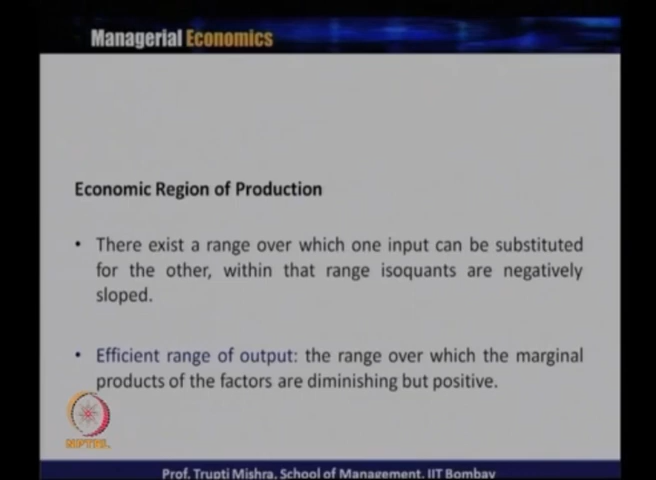 Managerial Economics
Economic Region of Production
• There exist a range over which one input can be substituted
for the other, within that range isoquants are negatively
sloped.
• Efficient range of output: the range over which the marginal
products of the factors are diminishing but positive.
NPTEL
Prof. Trupti Mishra, School of Management, IIT Bombay